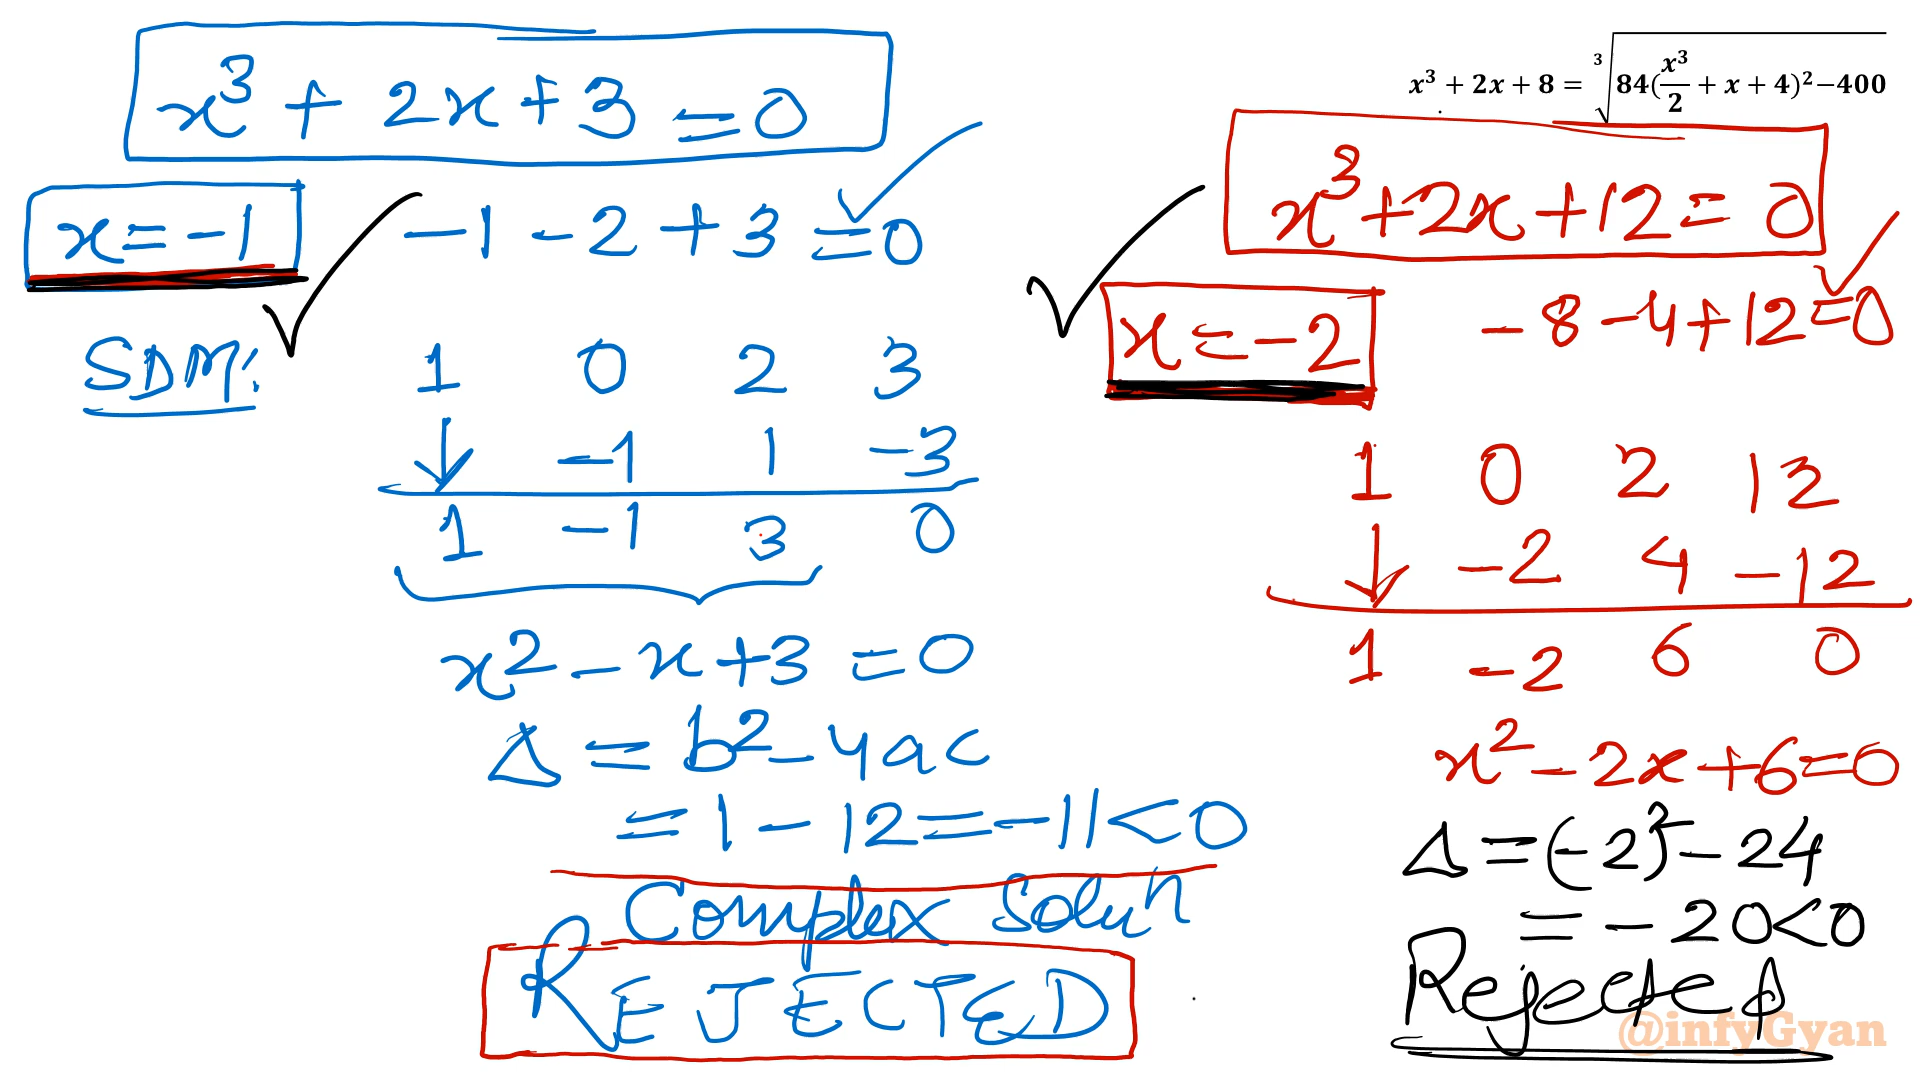 x³ + 2x + 3 = 0
x = -1
-1 - 2 + 3 = 0
SDM:
1 0 2 3
↓ -1 1 -3
1 -1 3 0
x² - x + 3 = 0
Δ = b² - 4ac
= 1 - 12 = -11 < 0
Complex Soluⁿ
REJECTED
x³ + 2x + 8 = ∛(84(x³/2 + x + 4)² - 400)
x³ + 2x + 12 = 0
x = -2
-8 - 4 + 12 = 0
1 0 2 12
↓ -2 4 -12
1 -2 6 0
x² - 2x + 6 = 0
Δ = (-2)² - 24
= -20 < 0
Rejected
@infyGyan